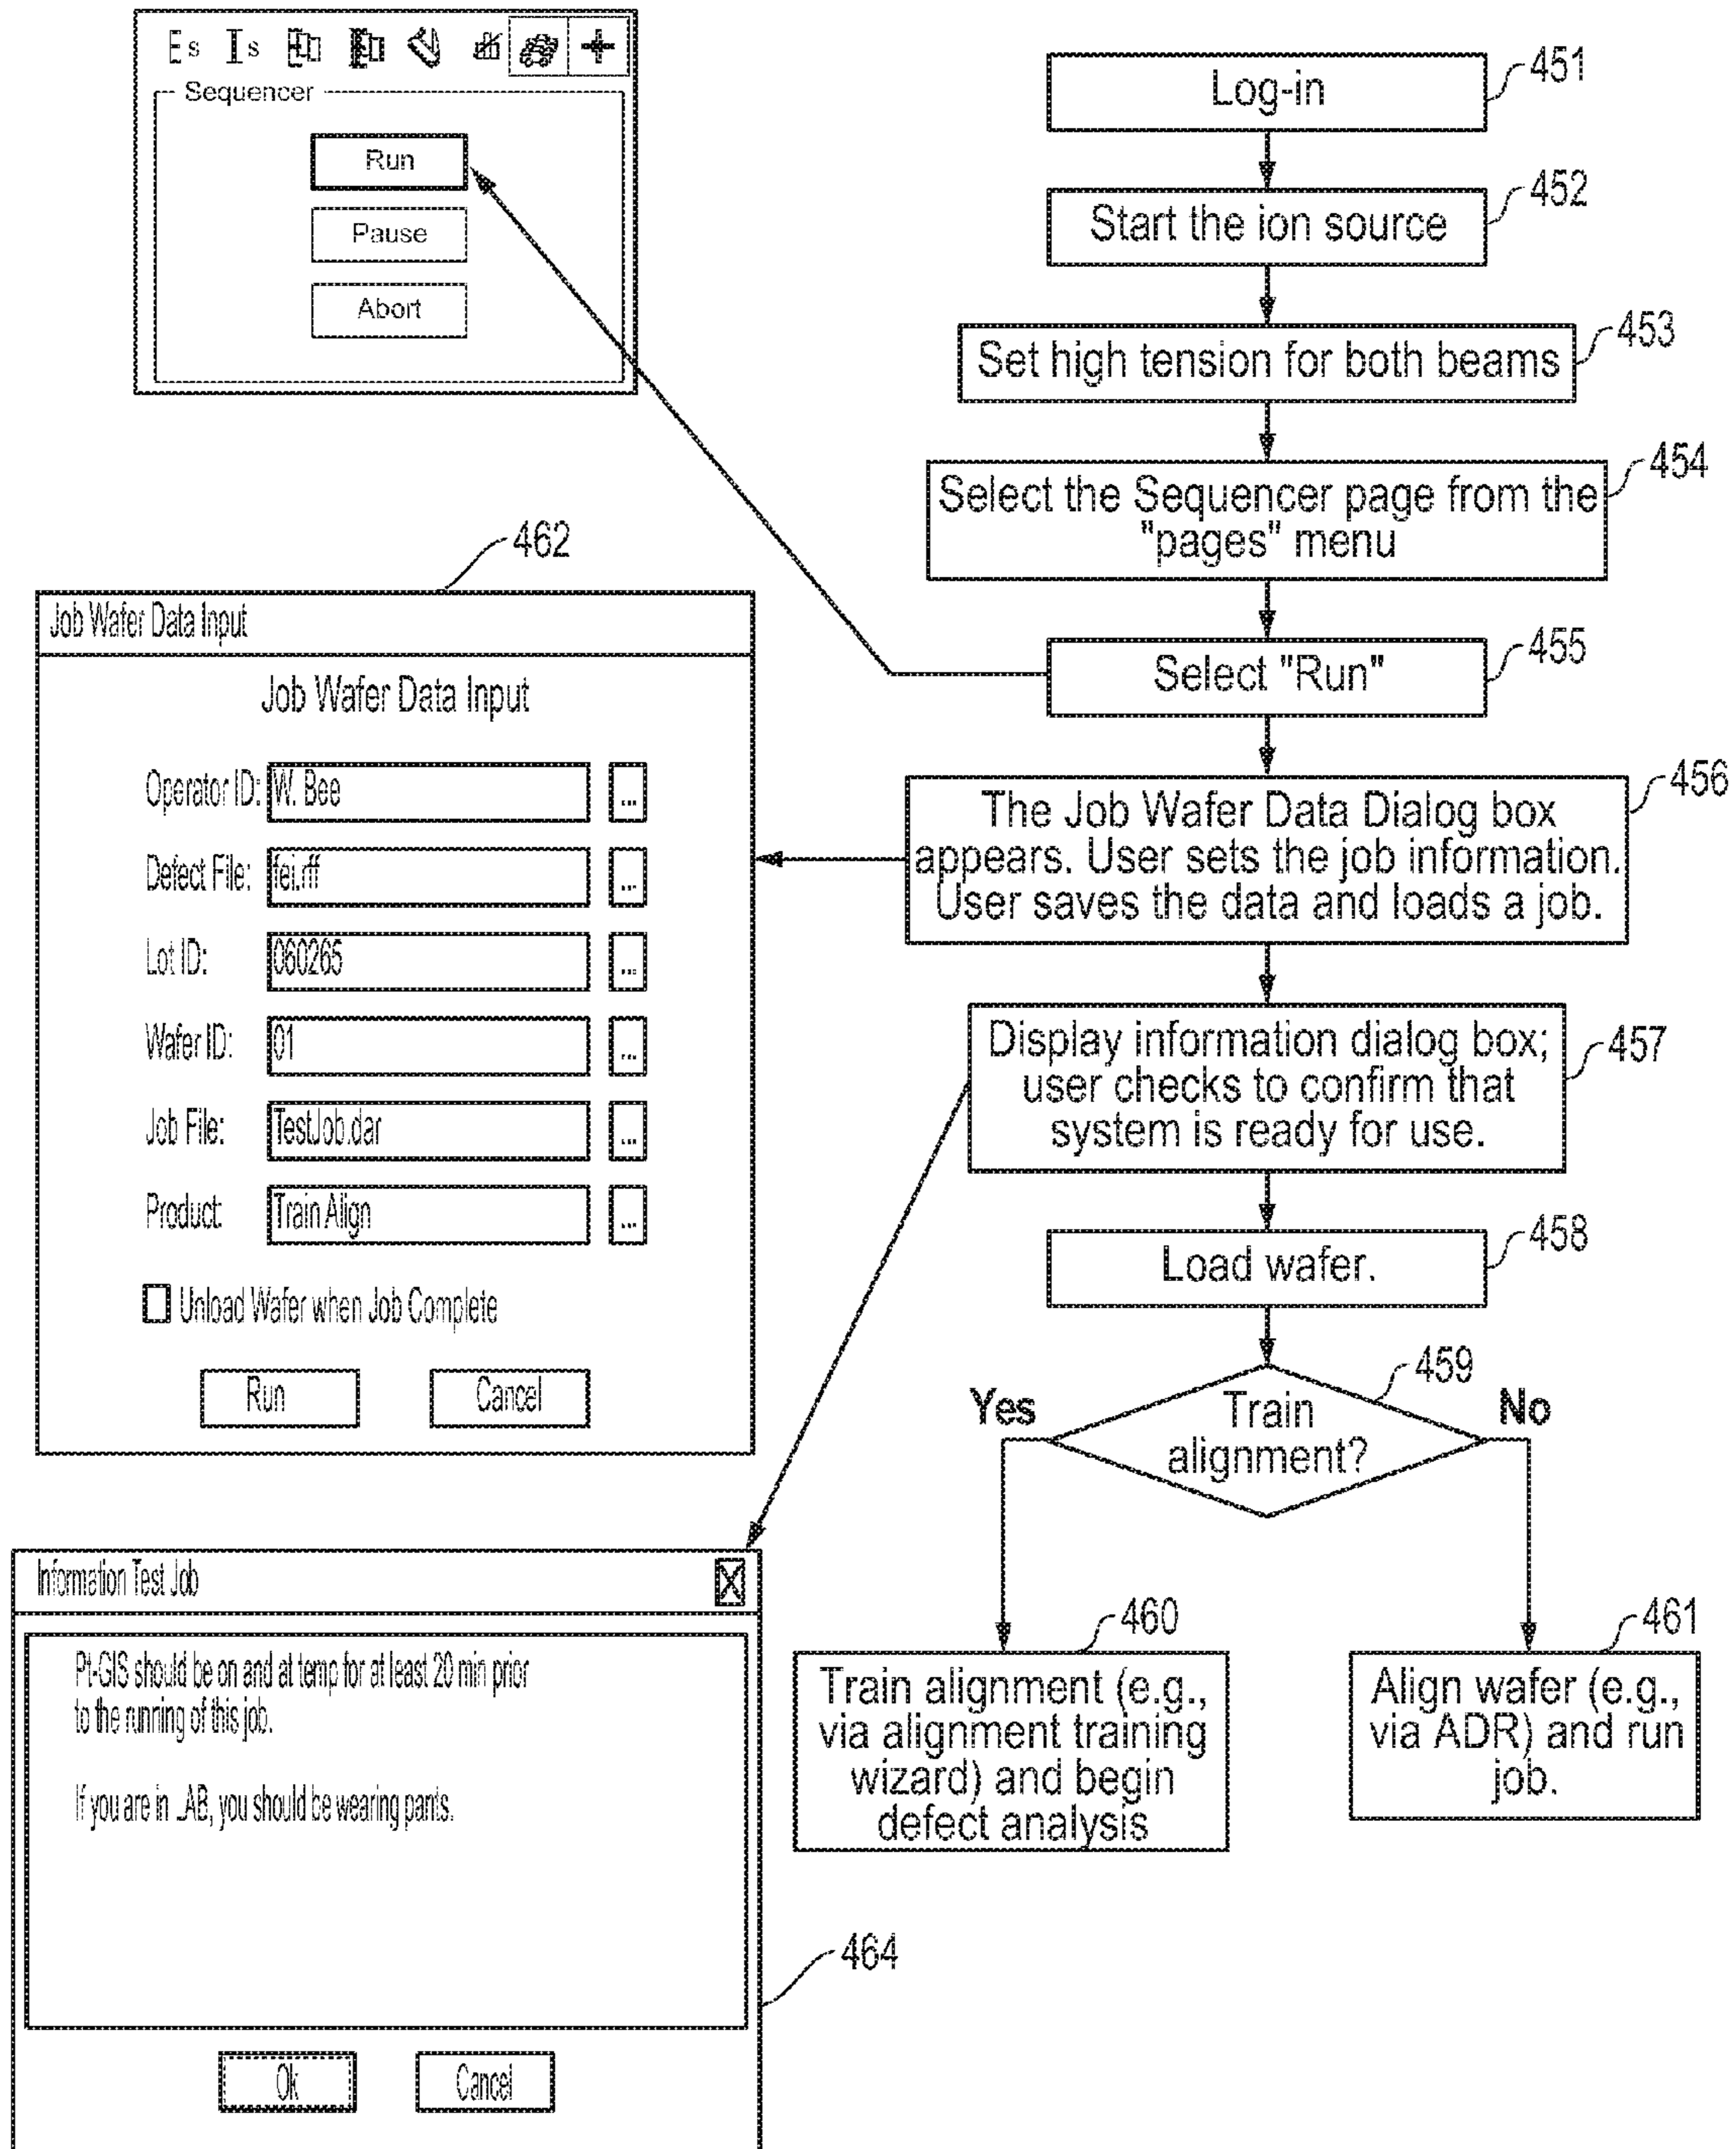 Sequencer
Run
Pause
Abort
Log-in
451
Start the ion source
452
Set high tension for both beams
453
Select the Sequencer page from the
"pages" menu
454
Select "Run"
455
The Job Wafer Data Dialog box
appears. User sets the job information.
User saves the data and loads a job.
456
Display information dialog box;
user checks to confirm that
system is ready for use.
457
Load wafer.
458
Train
alignment?
459
Yes
No
Train alignment (e.g.,
via alignment training
wizard) and begin
defect analysis
460
Align wafer (e.g.,
via ADR) and run
job.
461
462
Job Wafer Data Input
Job Wafer Data Input
Operator ID: W. Bee ...
Defect File: fei.rff ...
Lot ID: 060265 ...
Wafer ID: 01 ...
Job File: TestJob.dar ...
Product: Train Align ...
Unload Wafer when Job Complete
Run Cancel
Information Test Job X
Pt-GIS should be on and at temp for at least 20 min prior
to the running of this job.
If you are in .AB, you should be wearing pants.
464
Ok Cancel